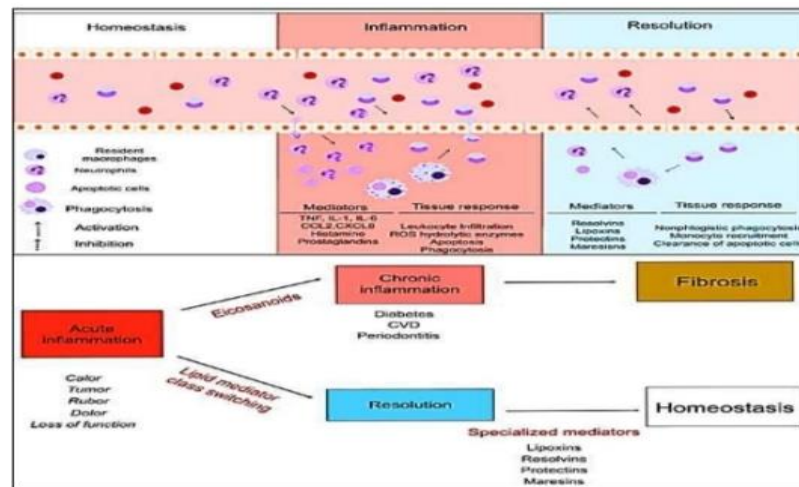 Homeostasis
Inflammation
Resolution
Resident
macrophages
Neutrophils
Apoptotic cells
Phagocytosis
Activation
Inhibition
Mediators
TNF, IL-1, IL-6
CCL2,CXCL8
Histamine
Prostaglandins
Tissue response
Leukocyte Infiltration
ROS hydrolytic enzymes
Apoptosis
Phagocytosis
Mediators
Resolvins
Lipoxins
Protectins
Maresins
Tissue response
Nonphlogistic phagocytosis
Monocyte recruitment
Clearance of apoptotic cells
Acute
inflammation
Calor
Tumor
Rubor
Dolor
Loss of function
Eicosanoids
Chronic
inflammation
Diabetes
CVD
Periodontitis
Fibrosis
Lipid mediator
class switching
Resolution
Specialized mediators
Lipoxins
Resolvins
Protectins
Maresins
Homeostasis